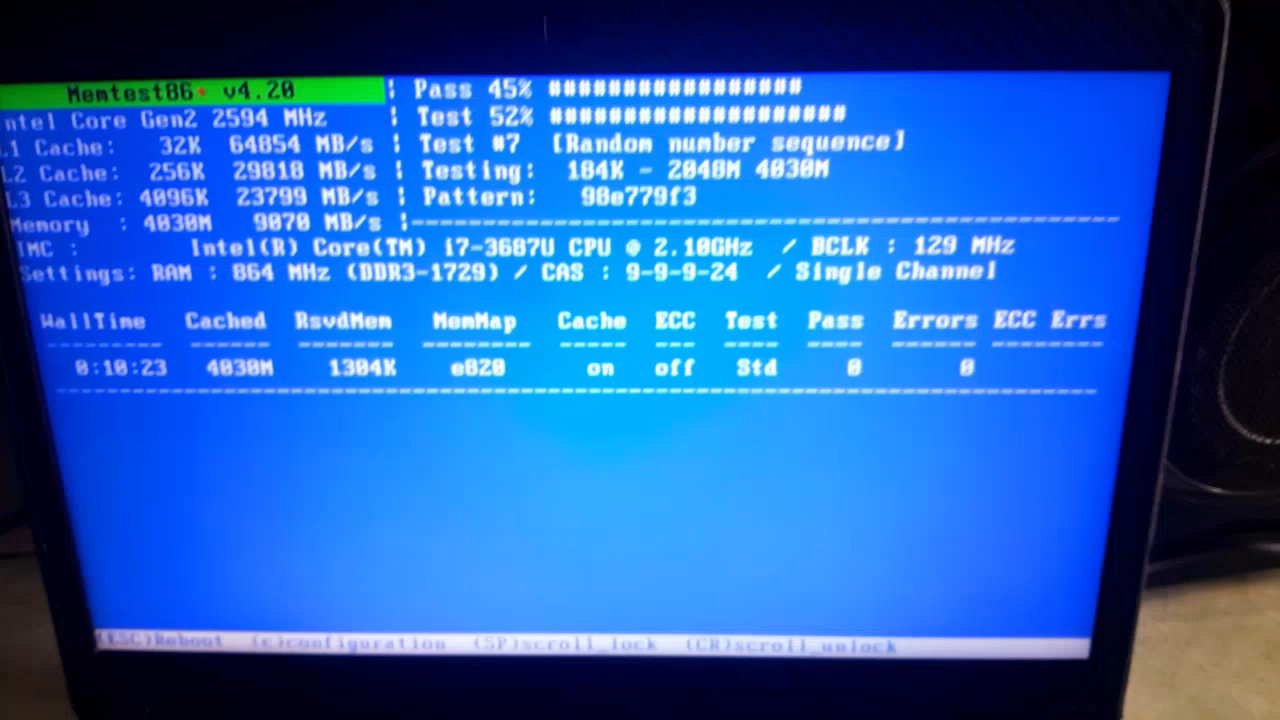 Memtest86+ v4.20 | Pass 45% #################
ntel Core Gen2 2594 MHz | Test 52% ####################
L1 Cache: 32K 64854 MB/s | Test #7 [Random number sequence]
L2 Cache: 256K 29818 MB/s | Testing: 184K - 2048M 4030M
L3 Cache: 4096K 23799 MB/s | Pattern: 98e779f3
Memory : 4030M 9070 MB/s |--------------------------------------------------
IMC : Intel(R) Core(TM) i7-3687U CPU @ 2.10GHz / BCLK : 129 MHz
Settings: RAM : 864 MHz (DDR3-1729) / CAS : 9-9-9-24 / Single Channel
WallTime Cached RsvdMem MemMap Cache ECC Test Pass Errors ECC Errs
--------- ------ ------- -------- ----- --- ---- ---- ------ --------
0:10:23 4030M 1304K e820 on off Std 0 0
(ESC)Reboot (c)configuration (SP)scroll_lock (CR)scroll_unlock